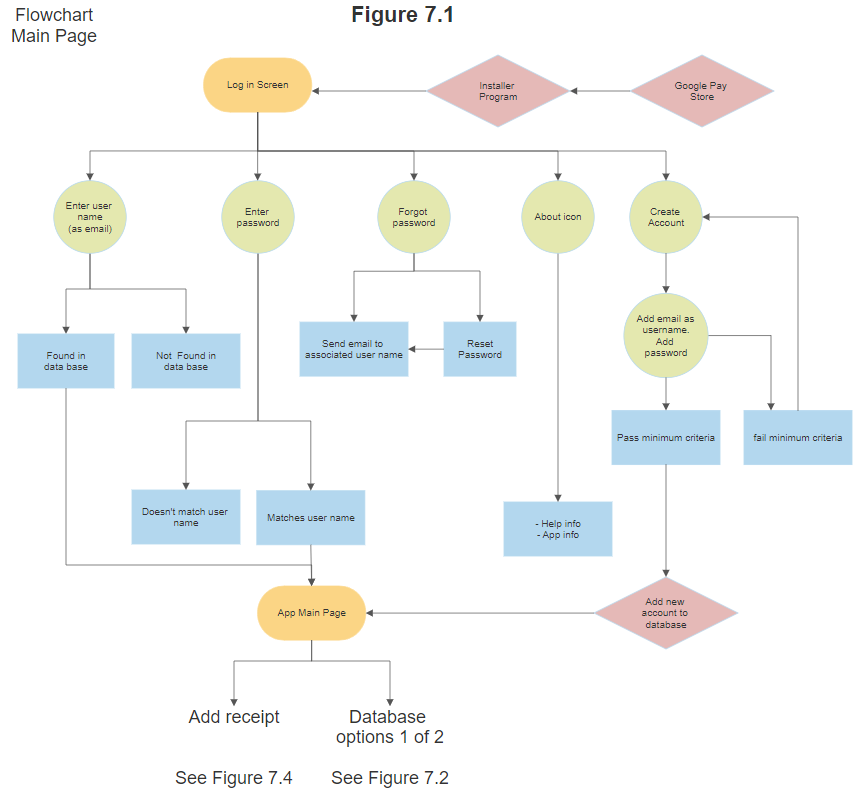 Flowchart
Main Page
Figure 7.1
Log in Screen
Installer
Program
Google Pay
Store
Enter user
name
(as email)
Enter
password
Forgot
password
About icon
Create
Account
Add email as
username.
Add
password
Found in
data base
Not  Found in
data base
Send email to
associated user name
Reset
Password
Pass minimum criteria
fail minimum criteria
Doesn't match user
name
Matches user name
- Help info
- App info
App Main Page
Add new
account to
database
Add receipt
Database
options 1 of 2
See Figure 7.4
See Figure 7.2